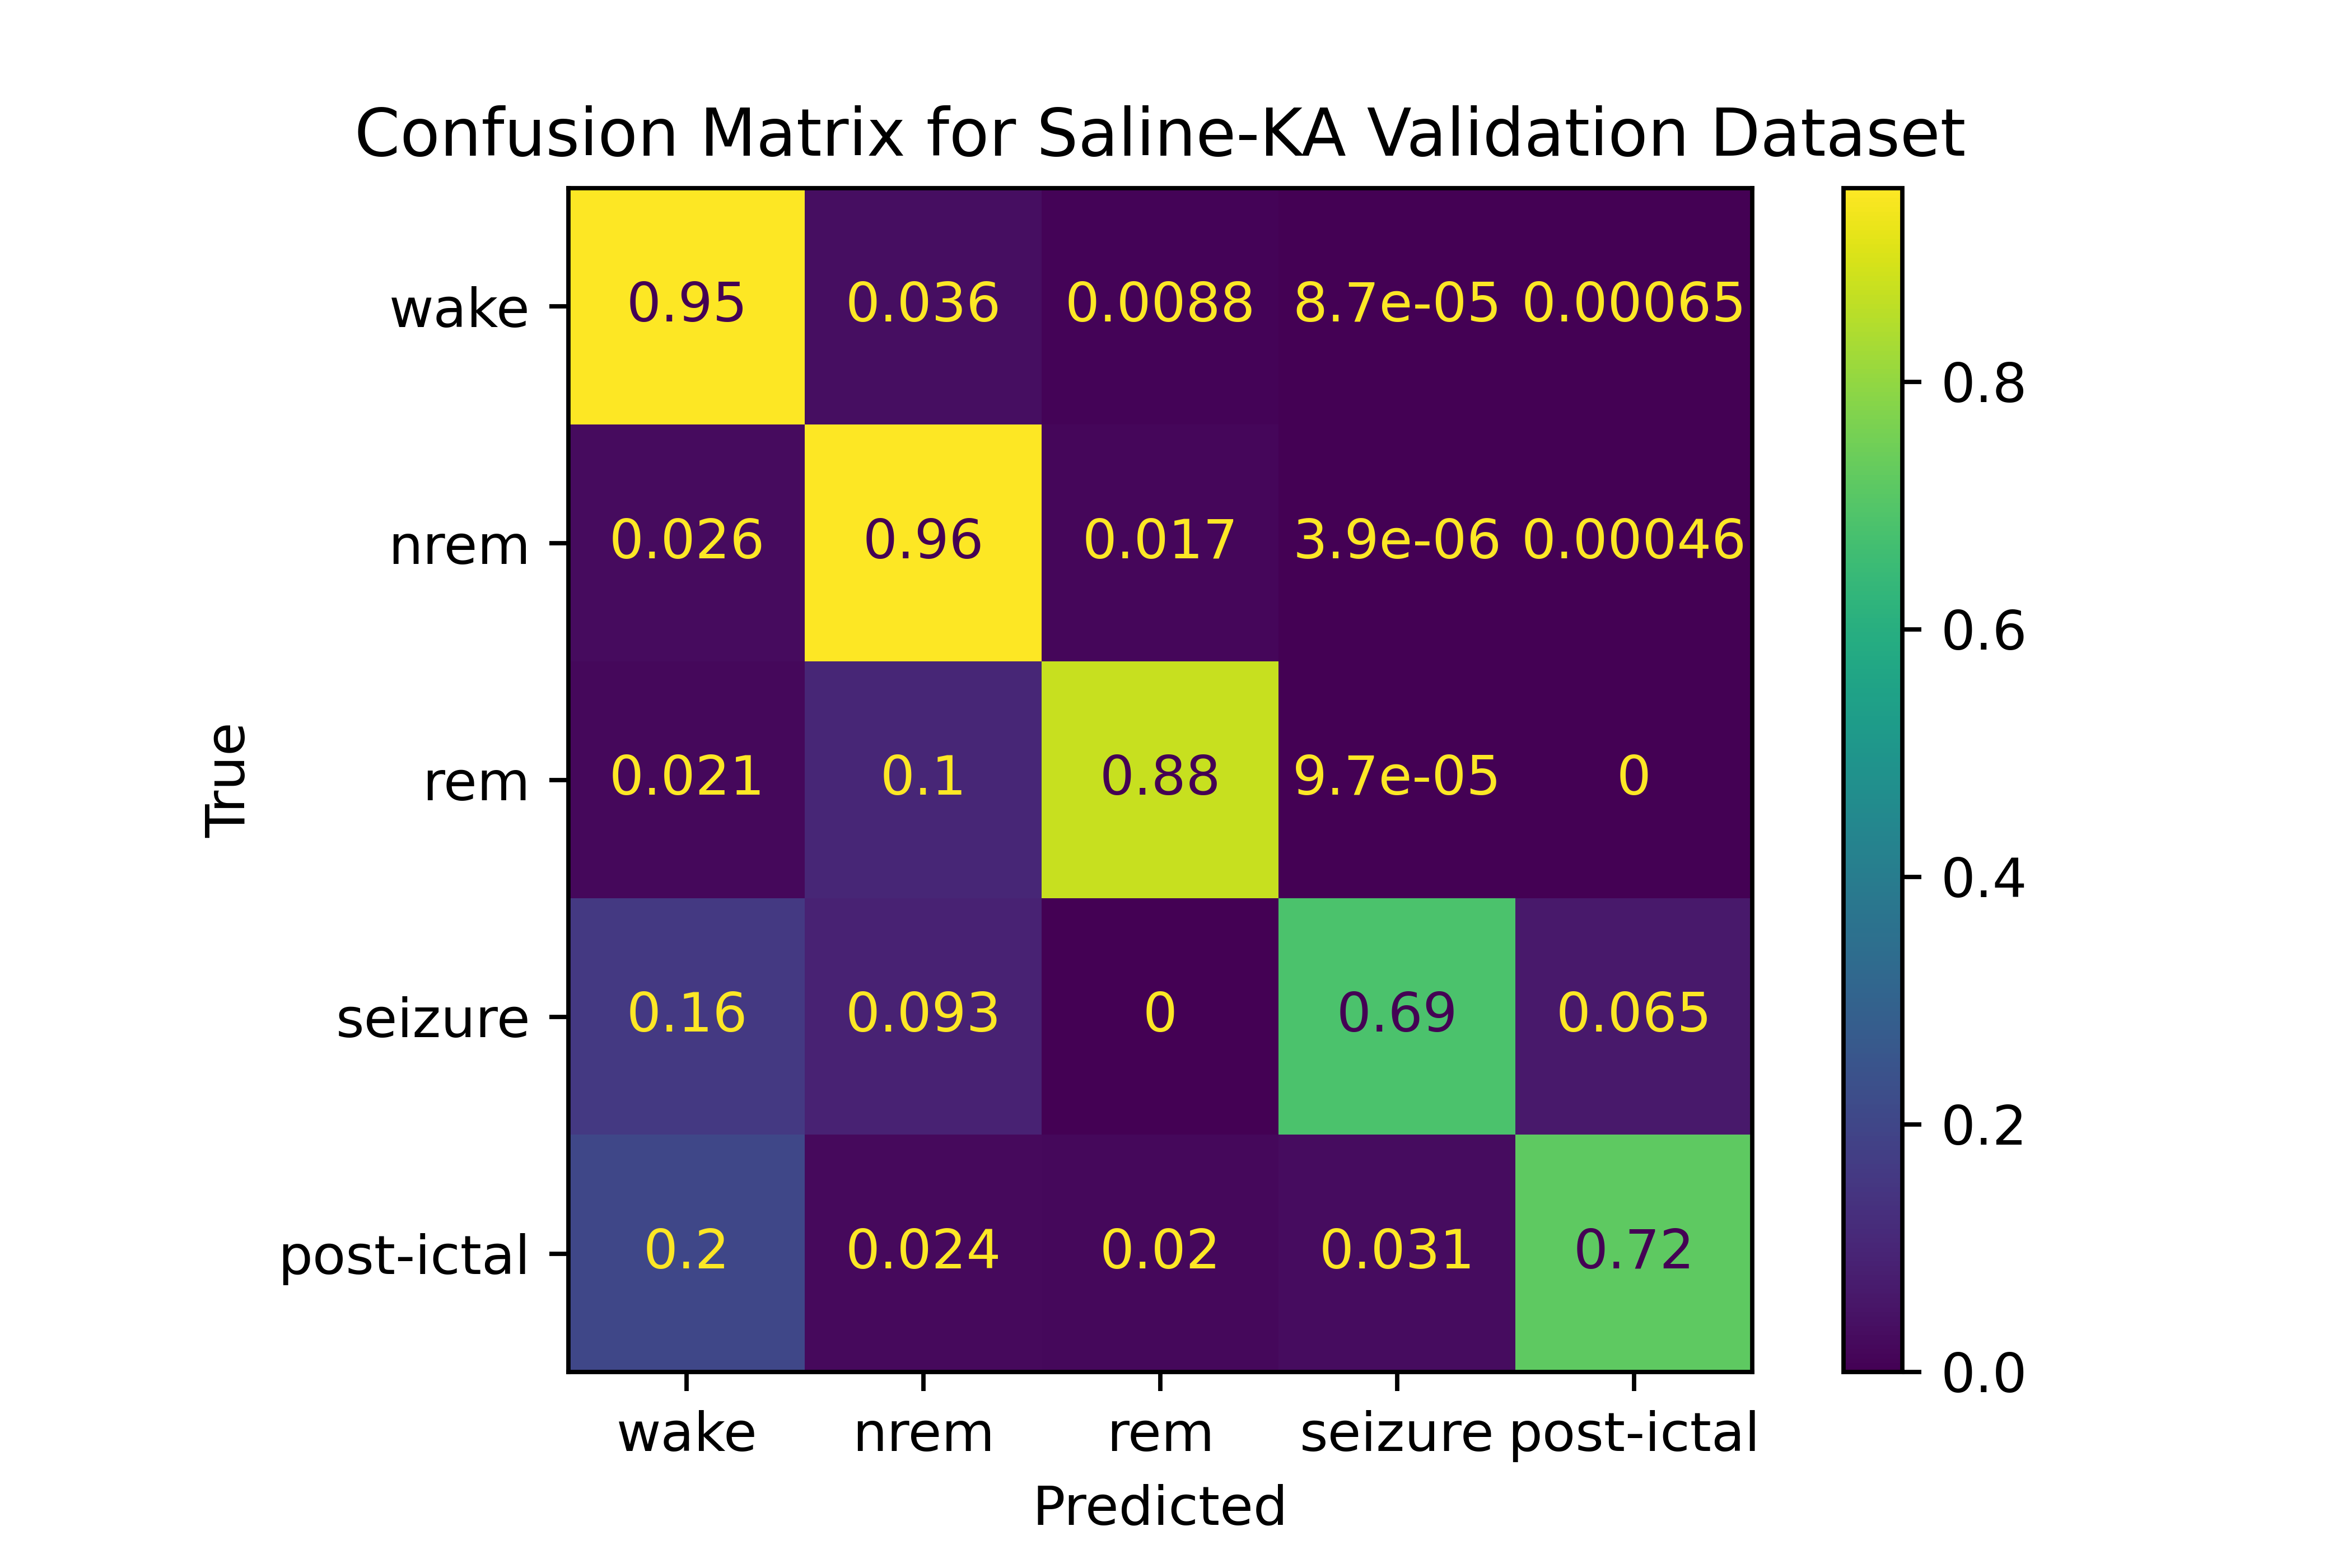 Confusion Matrix for Saline-KA Validation Dataset
wake 0.95 0.036 0.0088 8.7e-05 0.00065
nrem 0.026 0.96 0.017 3.9e-06 0.00046
rem 0.021 0.1 0.88 9.7e-05 0
seizure 0.16 0.093 0 0.69 0.065
post-ictal 0.2 0.024 0.02 0.031 0.72
wake nrem rem seizure post-ictal
Predicted
True
0.8
0.6
0.4
0.2
0.0